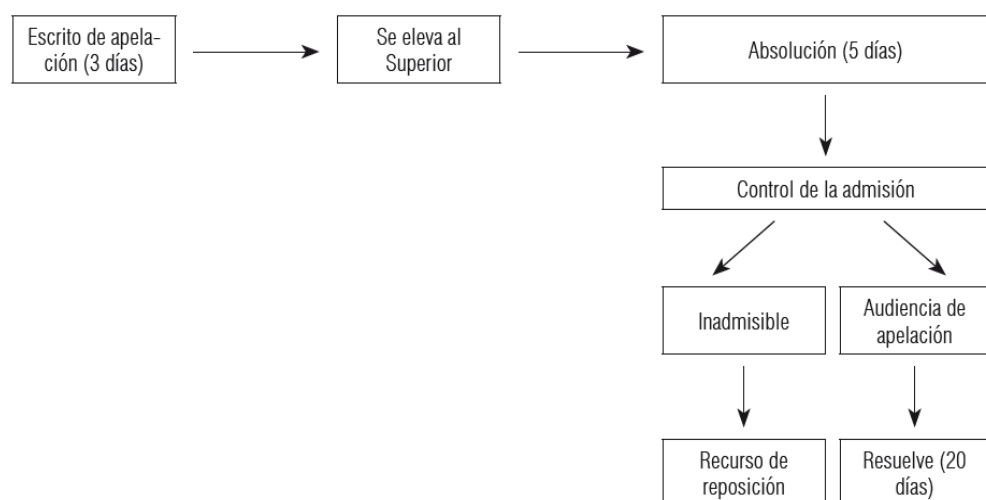 Escrito de apela-
ción (3 días)
Se eleva al
Superior
Absolución (5 días)
Control de la admisión
Inadmisible
Audiencia de
apelación
Recurso de
reposición
Resuelve (20
días)